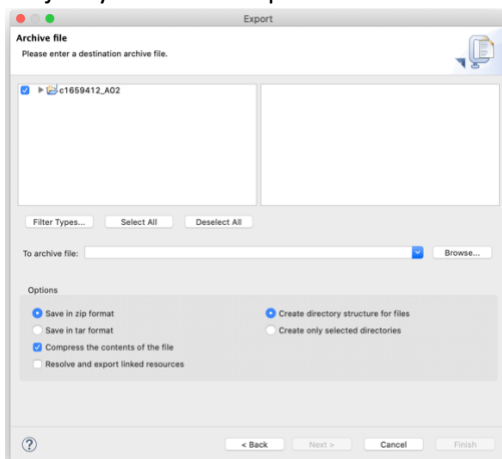 Export
Archive file
Please enter a destination archive file.
c1659412_A02
Filter Types... Select All Deselect All
To archive file: Browse...
Options
Save in zip format Create directory structure for files
Save in tar format Create only selected directories
Compress the contents of the file
Resolve and export linked resources
? < Back Next > Cancel Finish